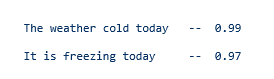 The weather cold today -- 0.99
It is freezing today -- 0.97